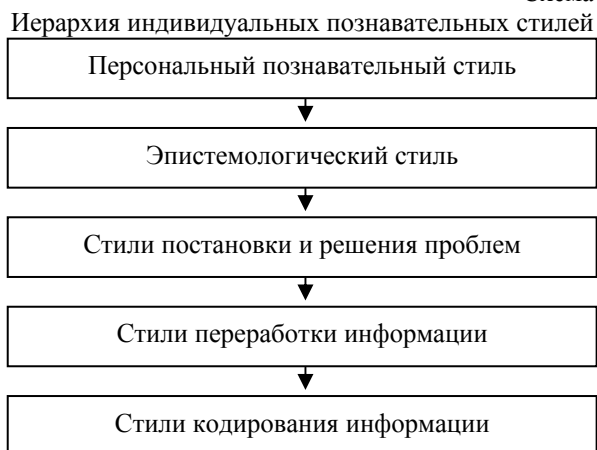 Иерархия индивидуальных познавательных стилей
Персональный познавательный стиль
Эпистемологический стиль
Стили постановки и решения проблем
Стили переработки информации
Стили кодирования информации